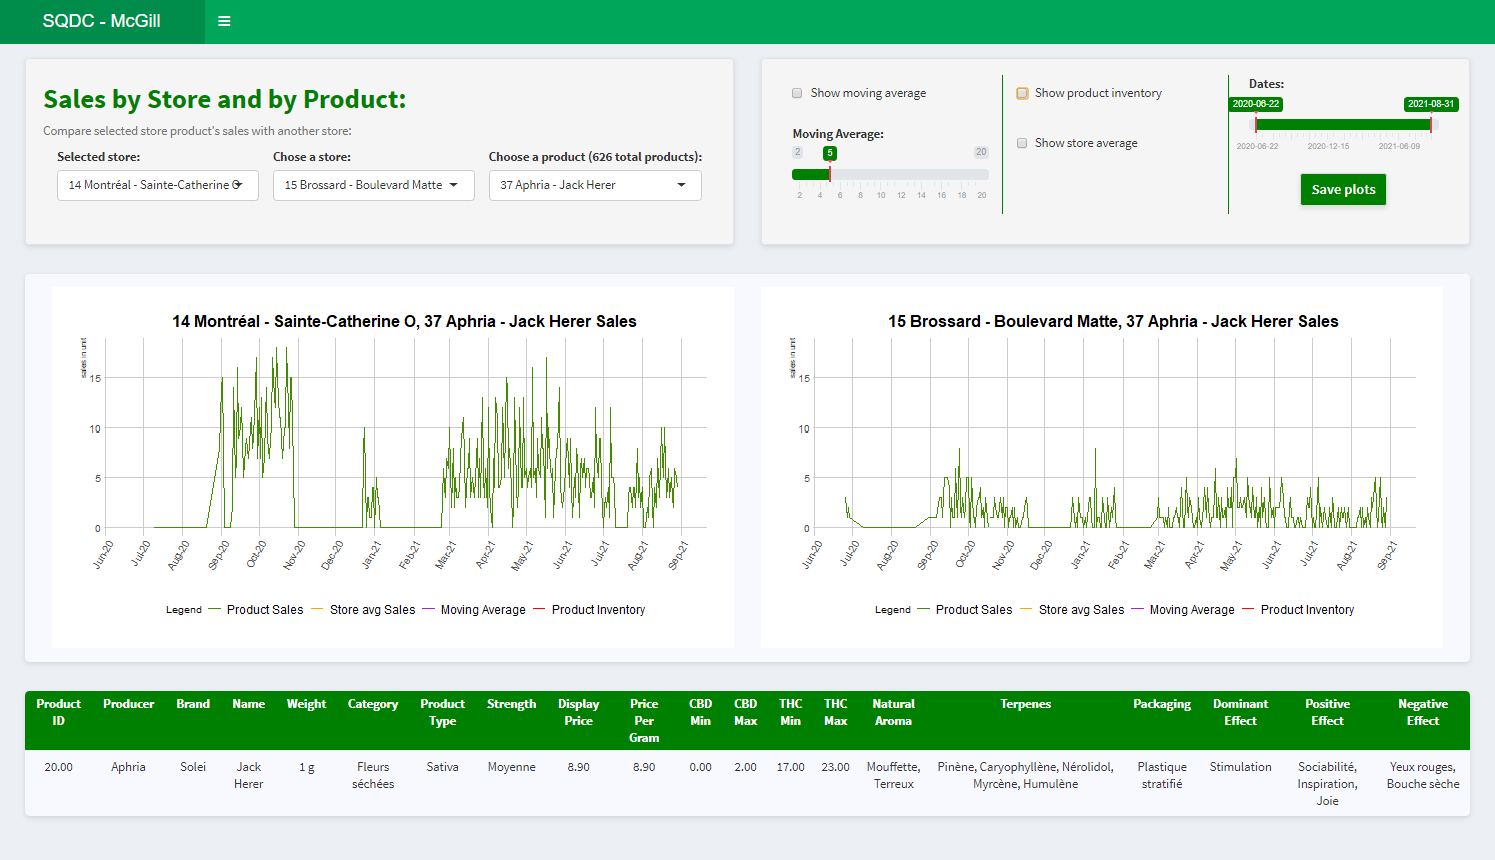 SQDC - McGill
Sales by Store and by Product:
Compare selected store product's sales with another store:
Selected store:
Chose a store:
Choose a product (626 total products):
14 Montréal - Sainte-Catherine O
15 Brossard - Boulevard Matte
37 Aphria - Jack Herer
Show moving average
Moving Average:
2 5 20
2 4 6 8 10 12 14 16 18 20
Show product inventory
Show store average
Dates:
2020-06-22 2021-08-31
2020-06-22 2020-12-15 2021-06-09
Save plots
14 Montréal - Sainte-Catherine O, 37 Aphria - Jack Herer Sales
sales in unit
15
10
5
0
Jun-20 Jul-20 Aug-20 Sep-20 Oct-20 Nov-20 Dec-20 Jan-21 Feb-21 Mar-21 Apr-21 May-21 Jun-21 Jul-21 Aug-21 Sep-21
Legend Product Sales Store avg Sales Moving Average Product Inventory
15 Brossard - Boulevard Matte, 37 Aphria - Jack Herer Sales
sales in unit
15
10
5
0
Jun-20 Jul-20 Aug-20 Sep-20 Oct-20 Nov-20 Dec-20 Jan-21 Feb-21 Mar-21 Apr-21 May-21 Jun-21 Jul-21 Aug-21 Sep-21
Legend Product Sales Store avg Sales Moving Average Product Inventory
Product Producer Brand Name Weight Category Product Strength Display Price CBD CBD THC THC Natural Terpenes Packaging Dominant Positive Negative
ID Type Price Per Min Max Min Max Aroma Effect Effect Effect
Gram
20.00 Aphria Solei Jack 1 g Fleurs Sativa Moyenne 8.90 8.90 0.00 2.00 17.00 23.00 Mouffette, Pinène, Caryophyllène, Nérolidol, Plastique Stimulation Sociabilité, Yeux rouges,
Herer séchées Terreux Myrcène, Humulène stratifié Inspiration, Bouche sèche
Joie